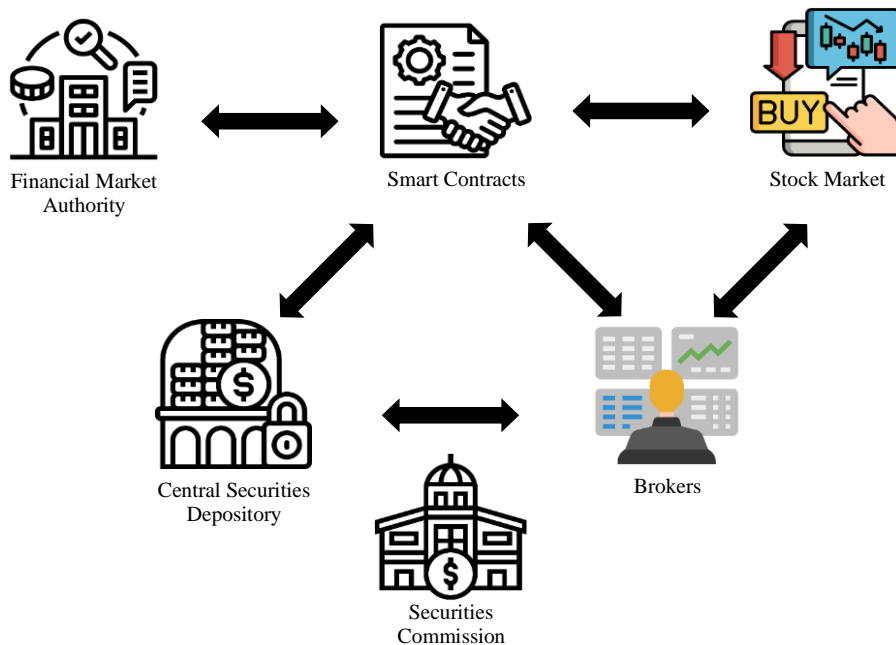 BUY
Financial Market
Authority
Smart Contracts
Stock Market
$
Central Securities
Depository
Brokers
$
Securities
Commission